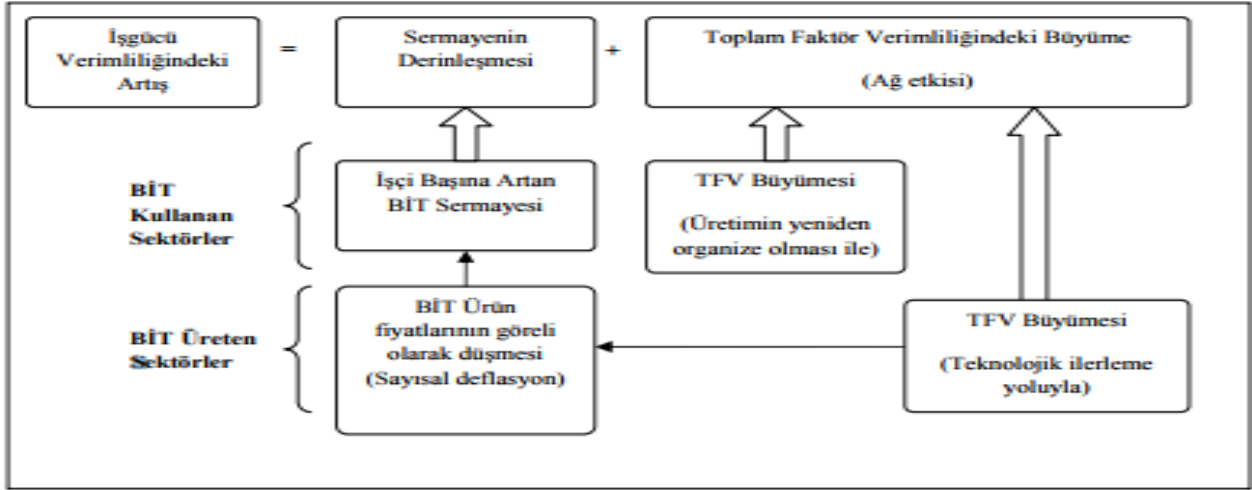 İşgücü
Verimliliğindeki
Artış
=
Sermayenin
Derinleşmesi
+
Toplam Faktör Verimliliğindeki Büyüme
(Ağ etkisi)
BİT
Kullanan
Sektörler
İşçi Başına Artan
BİT Sermayesi
TFV Büyümesi
(Üretimin yeniden
organize olması ile)
BİT Üreten
Sektörler
BİT Ürün
fiyatlarının göreli
olarak düşmesi
(Sayısal deflasyon)
TFV Büyümesi
(Teknolojik ilerleme
yoluyla)